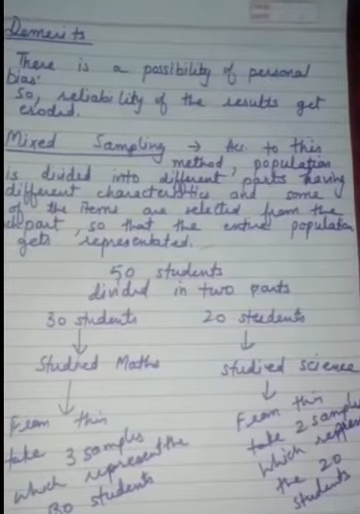 Demerits
There is a possibility of personal
bias.
So, reliability of the results get
eroded.
Mixed Sampling → Acc. to this
method, population
is divided into different parts having
different characteristics and some
of the items are selected from the
depart, so that the entire population
gets represented.
50 students
divided in two parts
30 students 20 students
Studied Maths studied science
From this
take 3 samples
which represent the
30 students
From this
take 2 samples
which represen
the 20
students